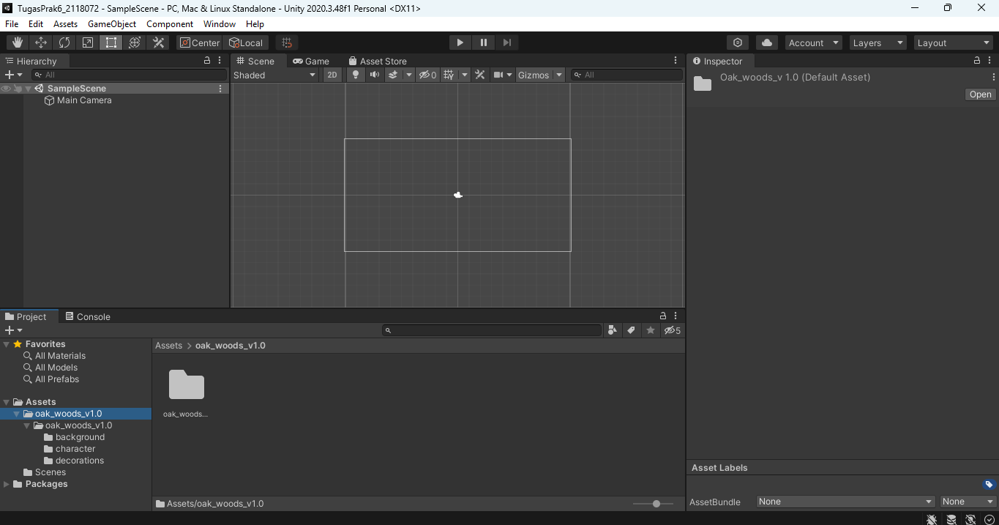 TugasPrak6_2118072 - SampleScene - PC, Mac & Linux Standalone - Unity 2020.3.48f1 Personal <DX11>
File Edit Assets GameObject Component Window Help
Center Local Account Layers Layout
Hierarchy
All
SampleScene
Main Camera
Scene Game Asset Store
Shaded 2D 0 Gizmos All
Inspector
Oak_woods_v 1.0 (Default Asset)
Open
Project Console
5
Favorites
All Materials
All Models
All Prefabs
Assets
oak_woods_v1.0
oak_woods_v1.0
background
character
decorations
Scenes
Packages
Assets > oak_woods_v1.0
oak_woods...
Assets/oak_woods_v1.0
Asset Labels
AssetBundle None None